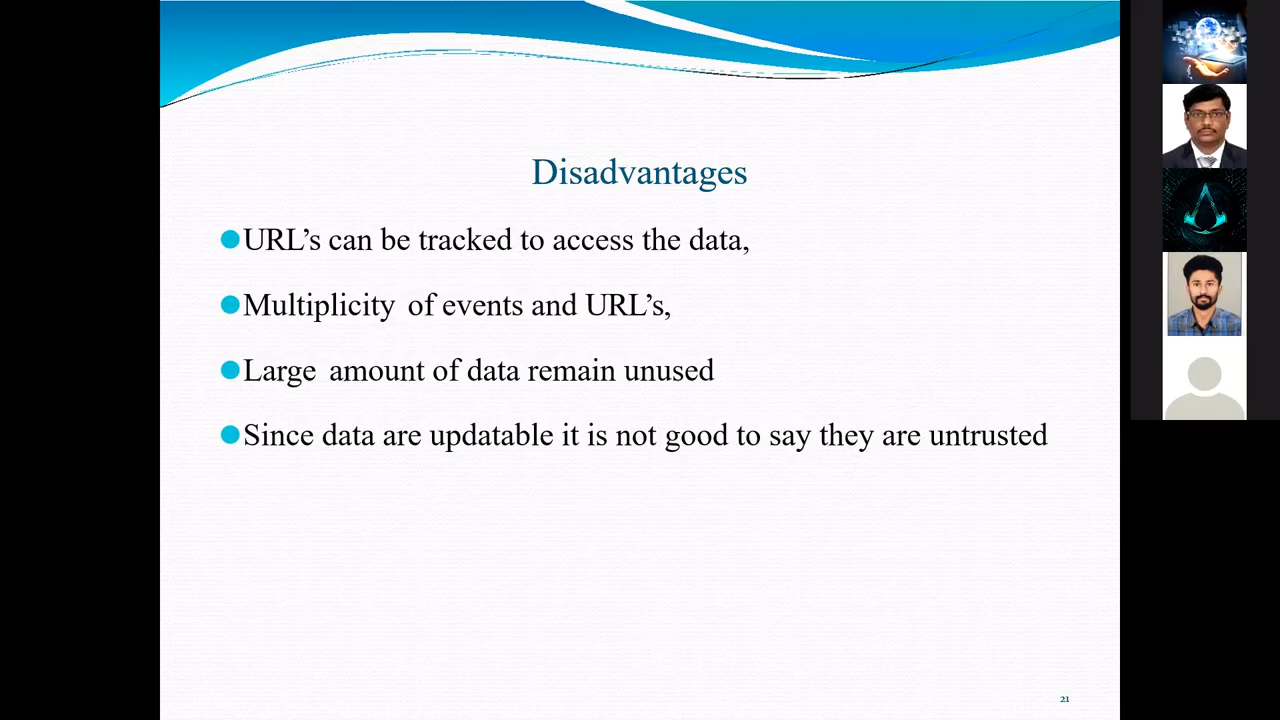 Disadvantages
URL’s can be tracked to access the data,
Multiplicity of events and URL’s,
Large amount of data remain unused
Since data are updatable it is not good to say they are untrusted
21